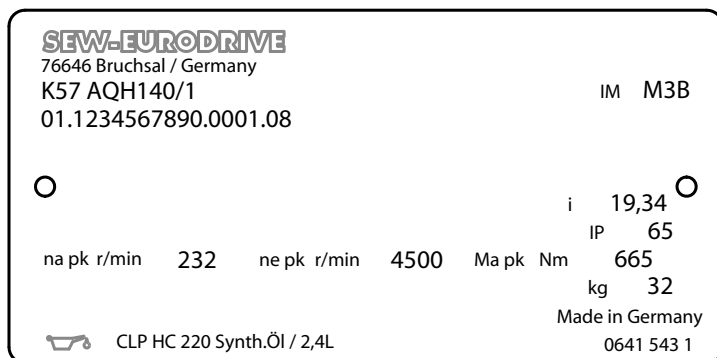 SEW-EURODRIVE
76646 Bruchsal / Germany
K57 AQH140/1 IM M3B
01.1234567890.0001.08
i 19,34
IP 65
na pk r/min 232 ne pk r/min 4500 Ma pk Nm 665
kg 32
Made in Germany
CLP HC 220 Synth.Öl / 2,4L 0641 543 1